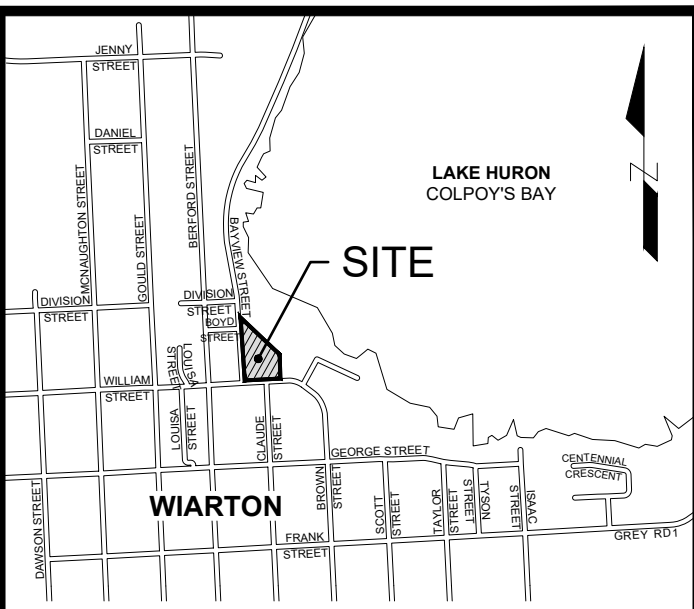 JENNY
STREET
DANIEL
STREET
MCNAUGHTON STREET
GOULD STREET
BERFORD STREET
BAYVIEW STREET
LAKE HURON
COLPOY'S BAY
N
SITE
DIVISION
STREET
DIVISION
STREET
BOYD
STREET
LOUISA
STREET
WILLIAM
STREET
LOUISA
STREET
CLAUDE
STREET
BROWN
STREET
GEORGE STREET
SCOTT
STREET
TAYLOR
STREET
TYSON
STREET
ISAAC
STREET
CENTENNIAL
CRESCENT
WIARTON
DAWSON STREET
FRANK
STREET
GREY RD1